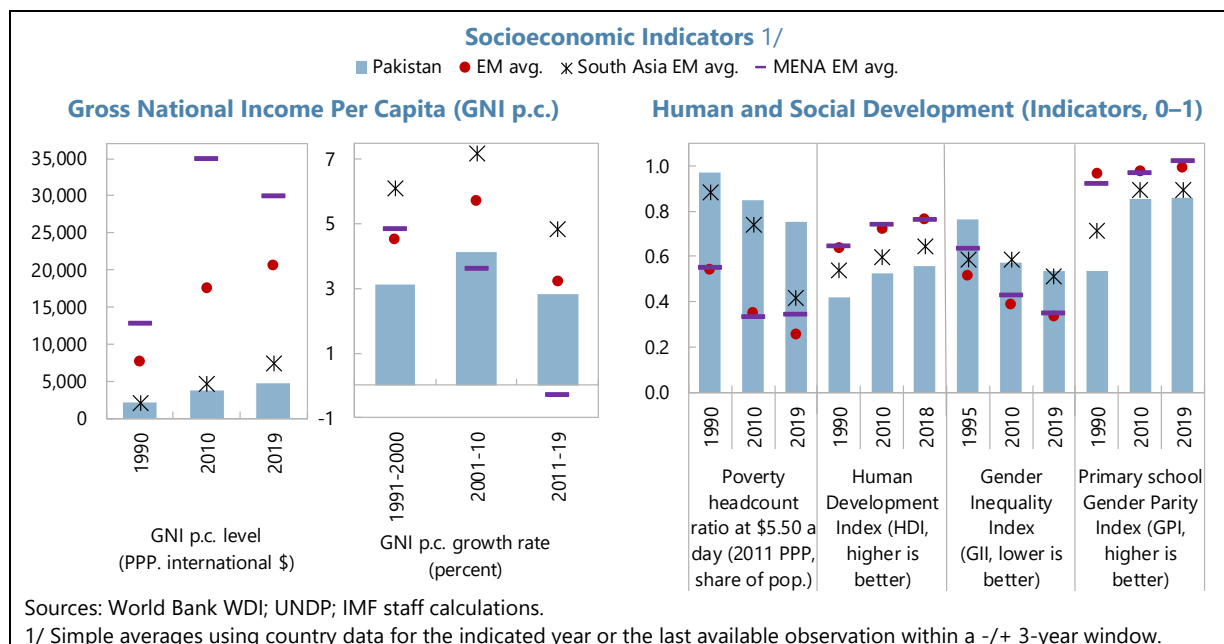 Socioeconomic Indicators 1/
Pakistan EM avg. South Asia EM avg. MENA EM avg.
Gross National Income Per Capita (GNI p.c.)
35,000
30,000
25,000
20,000
15,000
10,000
5,000
0
1990
2010
2019
GNI p.c. level
(PPP. international $)
7
5
3
1
-1
1991-2000
2001-10
2011-19
GNI p.c. growth rate
(percent)
Human and Social Development (Indicators, 0–1)
1.0
0.8
0.6
0.4
0.2
0.0
1990
2010
2019
1990
2010
2018
1995
2010
2019
1990
2010
2019
Poverty
headcount
ratio at $5.50 a
day (2011 PPP,
share of pop.)
Human
Development
Index (HDI,
higher is
better)
Gender
Inequality
Index
(GII, lower is
better)
Primary school
Gender Parity
Index (GPI,
higher is
better)
Sources: World Bank WDI; UNDP; IMF staff calculations.
1/ Simple averages using country data for the indicated year or the last available observation within a -/+ 3-year window.